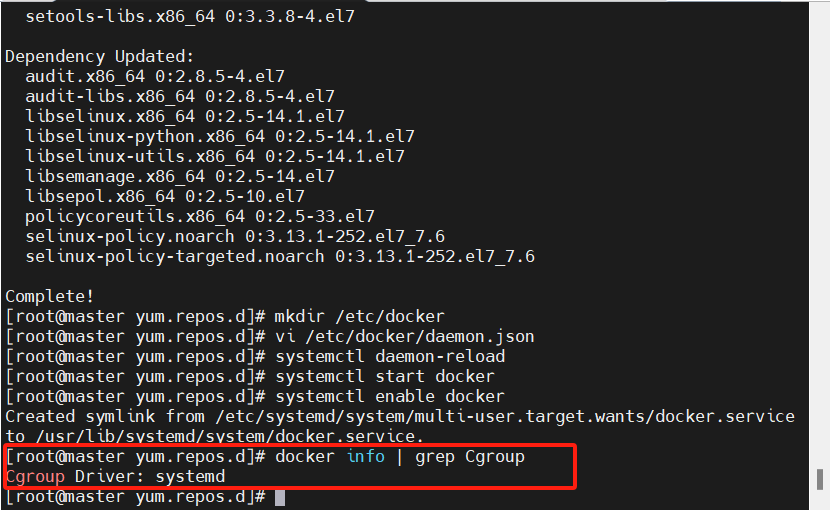 setools-libs.x86_64 0:3.3.8-4.el7
Dependency Updated:
audit.x86_64 0:2.8.5-4.el7
audit-libs.x86_64 0:2.8.5-4.el7
libselinux.x86_64 0:2.5-14.1.el7
libselinux-python.x86_64 0:2.5-14.1.el7
libselinux-utils.x86_64 0:2.5-14.1.el7
libsemanage.x86_64 0:2.5-14.el7
libsepol.x86_64 0:2.5-10.el7
policycoreutils.x86_64 0:2.5-33.el7
selinux-policy.noarch 0:3.13.1-252.el7_7.6
selinux-policy-targeted.noarch 0:3.13.1-252.el7_7.6
Complete!
[root@master yum.repos.d]# mkdir /etc/docker
[root@master yum.repos.d]# vi /etc/docker/daemon.json
[root@master yum.repos.d]# systemctl daemon-reload
[root@master yum.repos.d]# systemctl start docker
[root@master yum.repos.d]# systemctl enable docker
Created symlink from /etc/systemd/system/multi-user.target.wants/docker.service
to /usr/lib/systemd/system/docker.service.
[root@master yum.repos.d]# docker info | grep Cgroup
Cgroup Driver: systemd
[root@master yum.repos.d]#